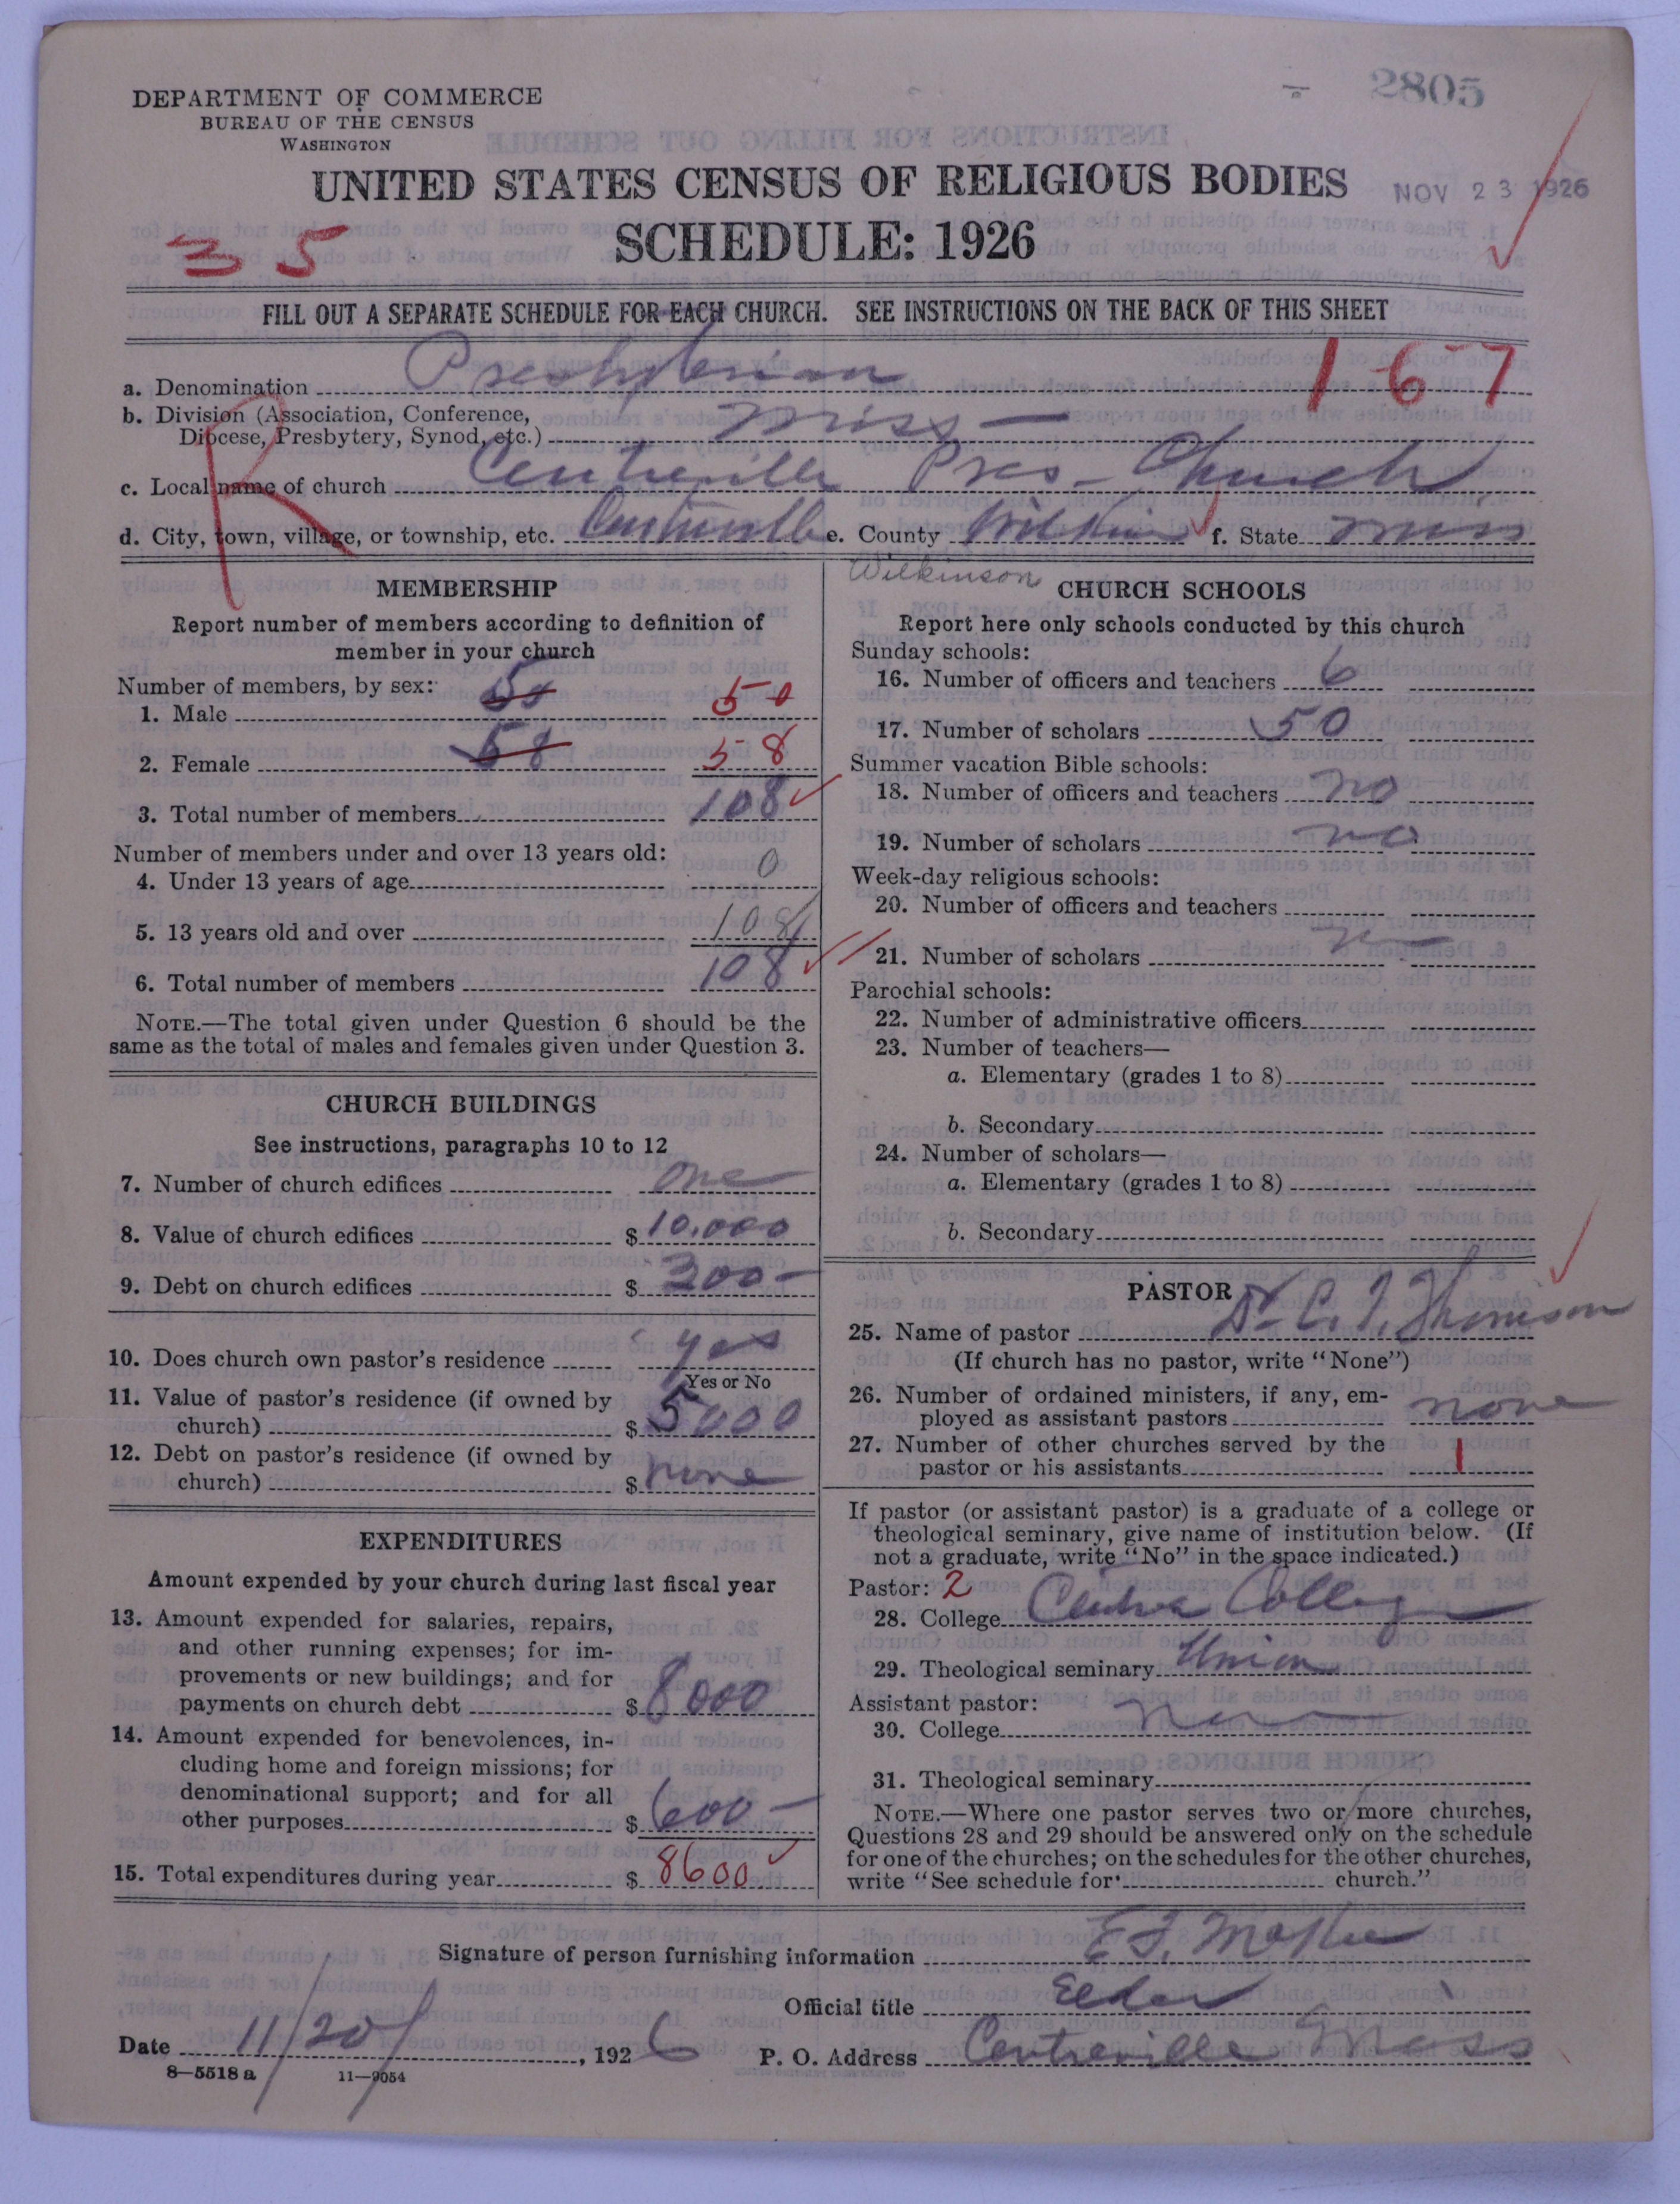 DEPARTMENT OF COMMERCE
BUREAU OF THE CENSUS
WASHINGTON
2805
UNITED STATES CENSUS OF RELIGIOUS BODIES
NOV 23 1926
SCHEDULE: 1926
35
FILL OUT A SEPARATE SCHEDULE FOR EACH CHURCH. SEE INSTRUCTIONS ON THE BACK OF THIS SHEET
167
a. Denomination Presbyterian
b. Division (Association, Conference,
Diocese, Presbytery, Synod, etc.) Miss
R
c. Local name of church Centreville Pres- Church
d. City, town, village, or township, etc. Centreville e. County Wilkin f. State Miss
Wilkinson
MEMBERSHIP
Report number of members according to definition of
member in your church
Number of members, by sex:
1. Male 50 50
2. Female 58 58
3. Total number of members 108
Number of members under and over 13 years old:
4. Under 13 years of age 0
5. 13 years old and over 108
6. Total number of members 108
NOTE.—The total given under Question 6 should be the
same as the total of males and females given under Question 3.
CHURCH BUILDINGS
See instructions, paragraphs 10 to 12
7. Number of church edifices one
8. Value of church edifices $ 10,000
9. Debt on church edifices $ 300-
10. Does church own pastor's residence yes
Yes or No
11. Value of pastor's residence (if owned by
church) $ 5000
12. Debt on pastor's residence (if owned by
church) $ none
EXPENDITURES
Amount expended by your church during last fiscal year
13. Amount expended for salaries, repairs,
and other running expenses; for im-
provements or new buildings; and for
payments on church debt $ 8000
14. Amount expended for benevolences, in-
cluding home and foreign missions; for
denominational support; and for all
other purposes $ 600-
15. Total expenditures during year $ 8600
CHURCH SCHOOLS
Report here only schools conducted by this church
Sunday schools:
16. Number of officers and teachers 6
17. Number of scholars 50
Summer vacation Bible schools:
18. Number of officers and teachers no
19. Number of scholars no
Week-day religious schools:
20. Number of officers and teachers
21. Number of scholars
Parochial schools:
22. Number of administrative officers
23. Number of teachers—
a. Elementary (grades 1 to 8)
b. Secondary
24. Number of scholars—
a. Elementary (grades 1 to 8)
b. Secondary
PASTOR
25. Name of pastor Dr C. I. Thomson
(If church has no pastor, write "None")
26. Number of ordained ministers, if any, em-
ployed as assistant pastors none
27. Number of other churches served by the
pastor or his assistants 1
If pastor (or assistant pastor) is a graduate of a college or
theological seminary, give name of institution below. (If
not a graduate, write "No" in the space indicated.)
Pastor: 2
28. College College
29. Theological seminary Union
Assistant pastor:
30. College
31. Theological seminary
NOTE.—Where one pastor serves two or more churches,
Questions 28 and 29 should be answered only on the schedule
for one of the churches; on the schedules for the other churches,
write "See schedule for church."
Signature of person furnishing information E. F.
Official title Elder
Date 11/20/, 1926 P. O. Address Centreville Miss
8—5518 a 11—9054